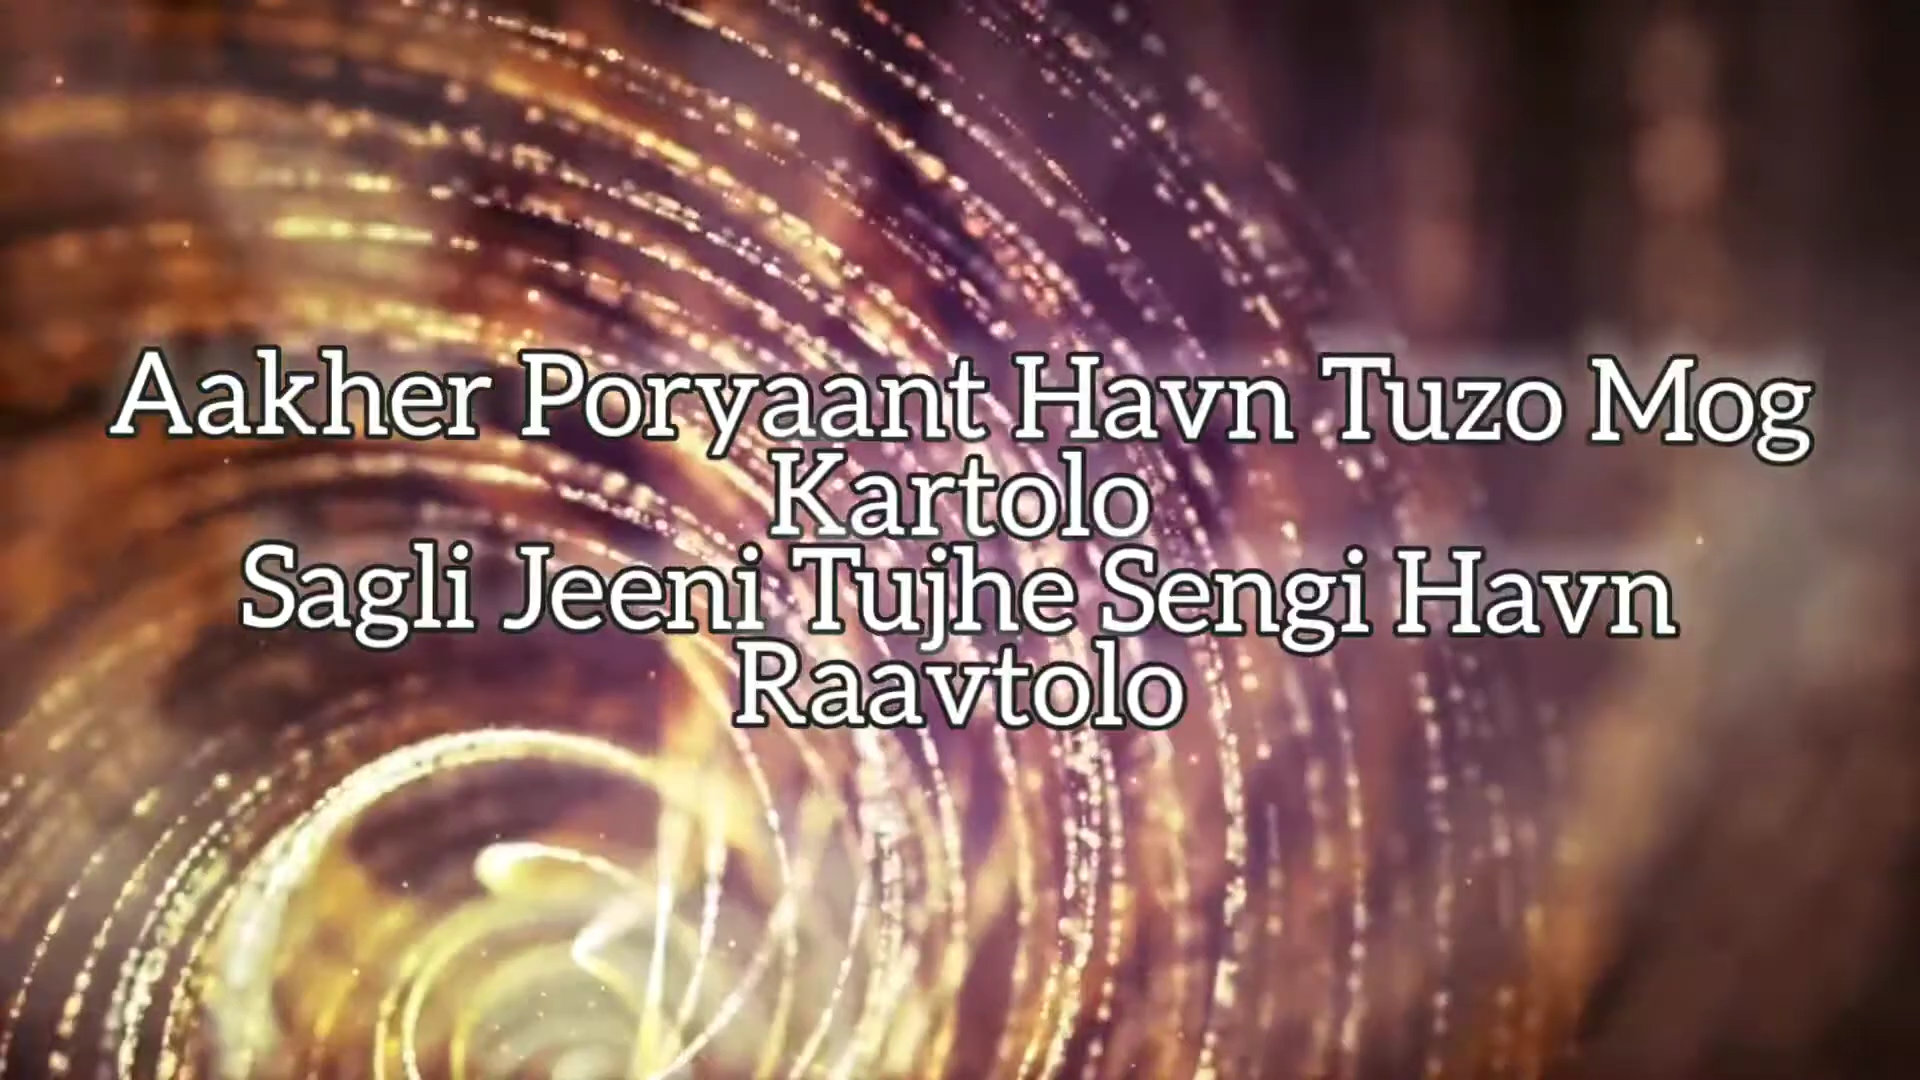 Aakher Poryaant Havn Tuzo Mog
Kartolo
Sagli Jeeni Tujhe Sengi Havn
Raavtolo